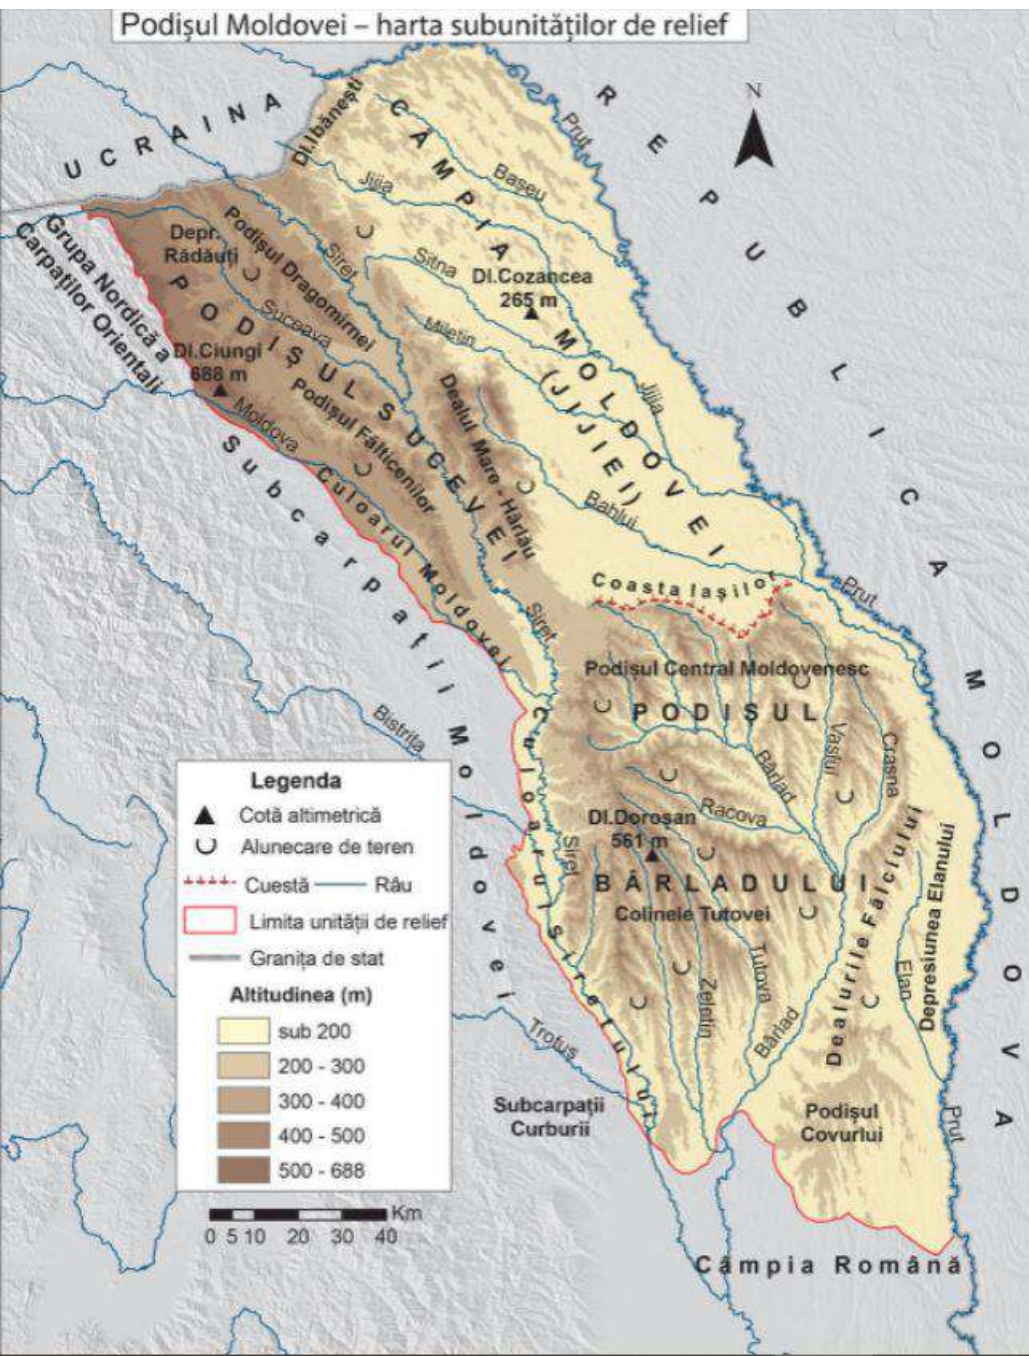 Podișul Moldovei – harta subunităților de relief
UCRAINA
REPUBLICA MOLDOVA
N
Dl.Ibănești
CÂMPIA MOLDOVEI
(JIJIEI)
Prut
Bașeu
Jijia
Grupa Nordică a
Carpaților Orientali
Depr.
Rădăuți
Podișul Dragomirnei
Siret
Sitna
Dl.Cozancea
265 m
PODIȘUL SUCEVEI
Suceava
Miletin
Dl.Ciungi
688 m
Podișul Fălticenilor
Dealul Mare - Hârlău
Jijia
Moldova
Subcarpații Moldovei
Culoarul Moldovei
Bahlui
Coasta Iașilor
Prut
Siret
Podișul Central Moldovenesc
PODIȘUL
BÂRLADULUI
Culoarul Siretului
Bistrița
Vaslui
Crasna
Bârlad
Racova
Dl.Doroșan
561 m
Siret
Colinele Tutovei
Dealurile Fălciului
Depresiunea Elanului
Elan
Tutova
Zeletin
Bârlad
Trotuș
Subcarpații
Curburii
Podișul
Covurlui
Prut
Câmpia Română
Legenda
Cotă altimetrică
Alunecare de teren
Cuestă
Râu
Limita unității de relief
Granița de stat
Altitudinea (m)
sub 200
200 - 300
300 - 400
400 - 500
500 - 688
Km
0 5 10 20 30 40